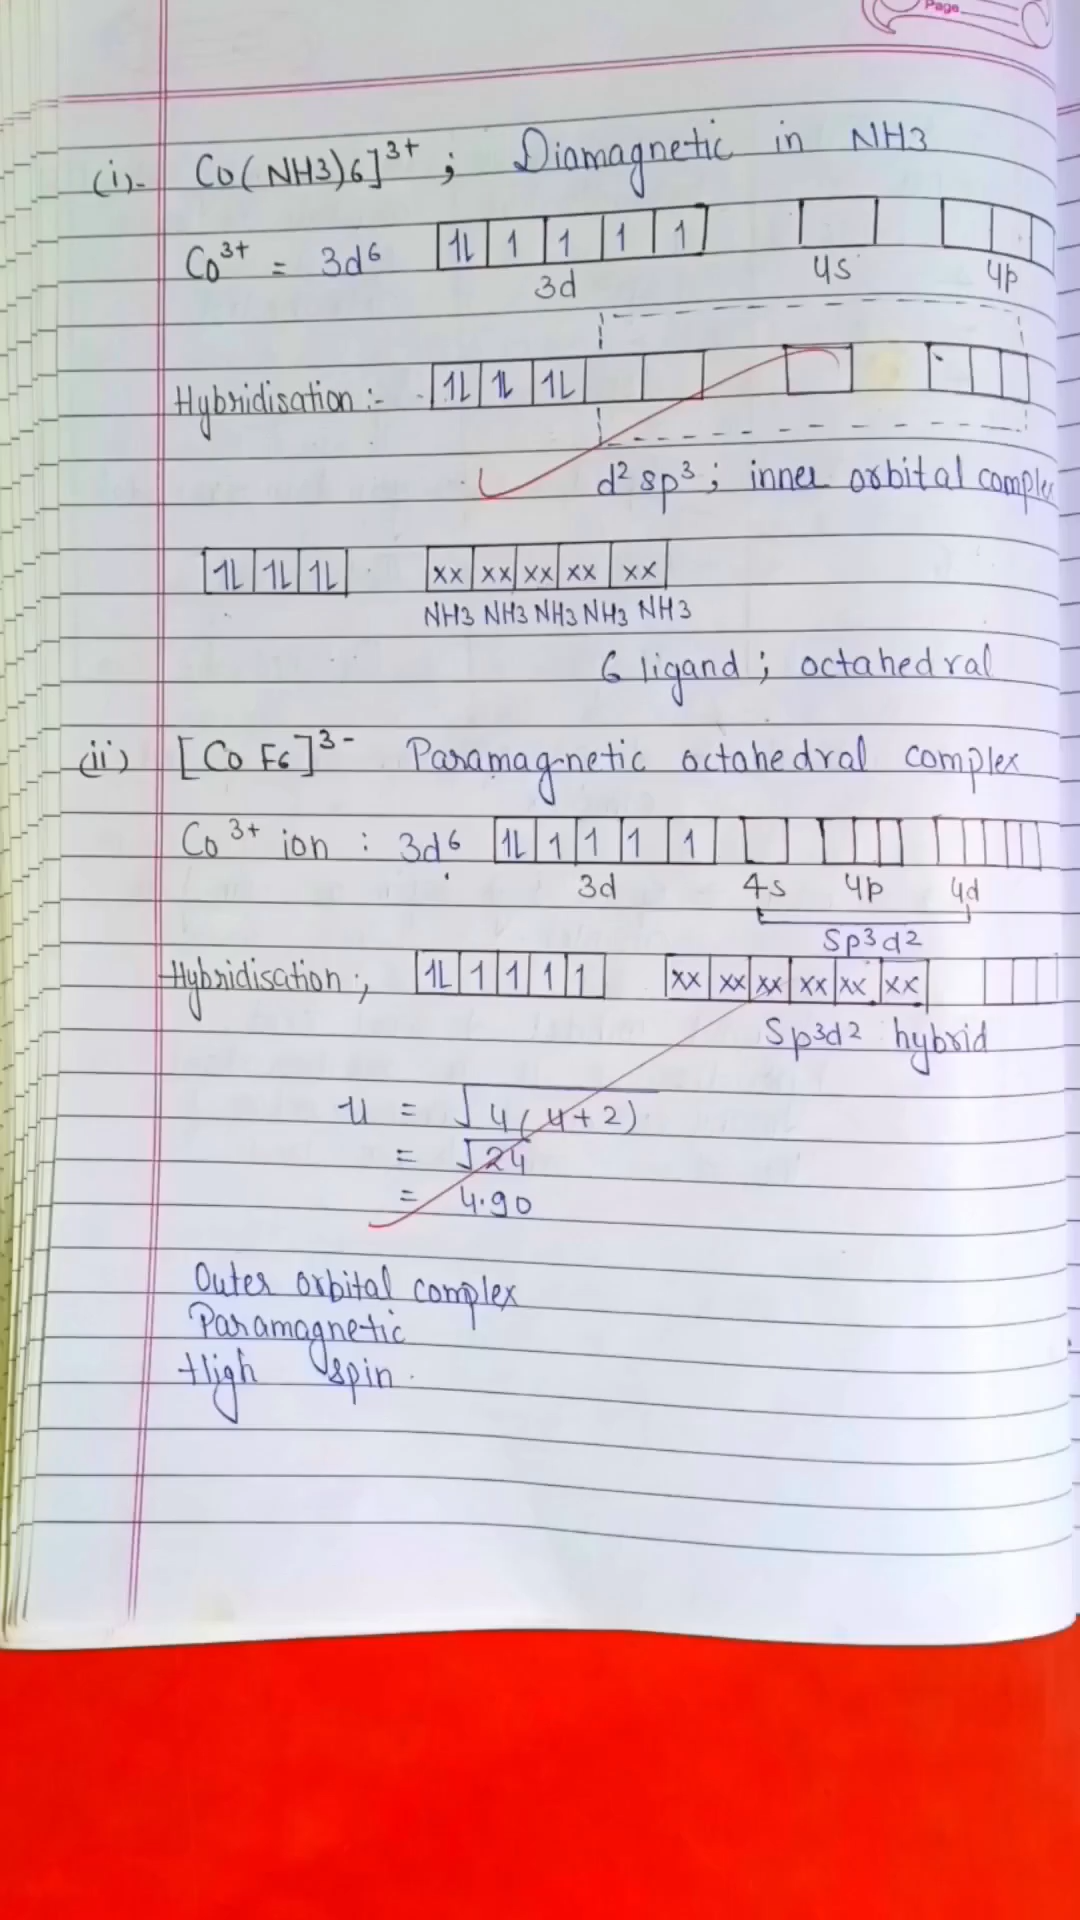 Page
(i)- Co(NH3)6]³⁺ ; Diamagnetic in NH3
Co³⁺ = 3d⁶ 1L 1 1 1 1
3d 4s 4p
Hybridisation :- 1L 1L 1L
d²sp³ ; inner orbital complex
1L 1L 1L xx xx xx xx xx
NH3 NH3 NH3 NH3 NH3
6 ligand ; octahedral
(ii) [CoF6]³⁻ Paramagnetic octahedral complex
Co³⁺ ion : 3d⁶ 1L 1 1 1 1
3d 4s 4p 4d
Sp³d²
Hybridisation ; 1L 1 1 1 1 xx xx xx xx xx xx
Sp³d² hybrid
u = √4(4+2)
= √24
= 4.90
Outer orbital complex
Paramagnetic
High spin.